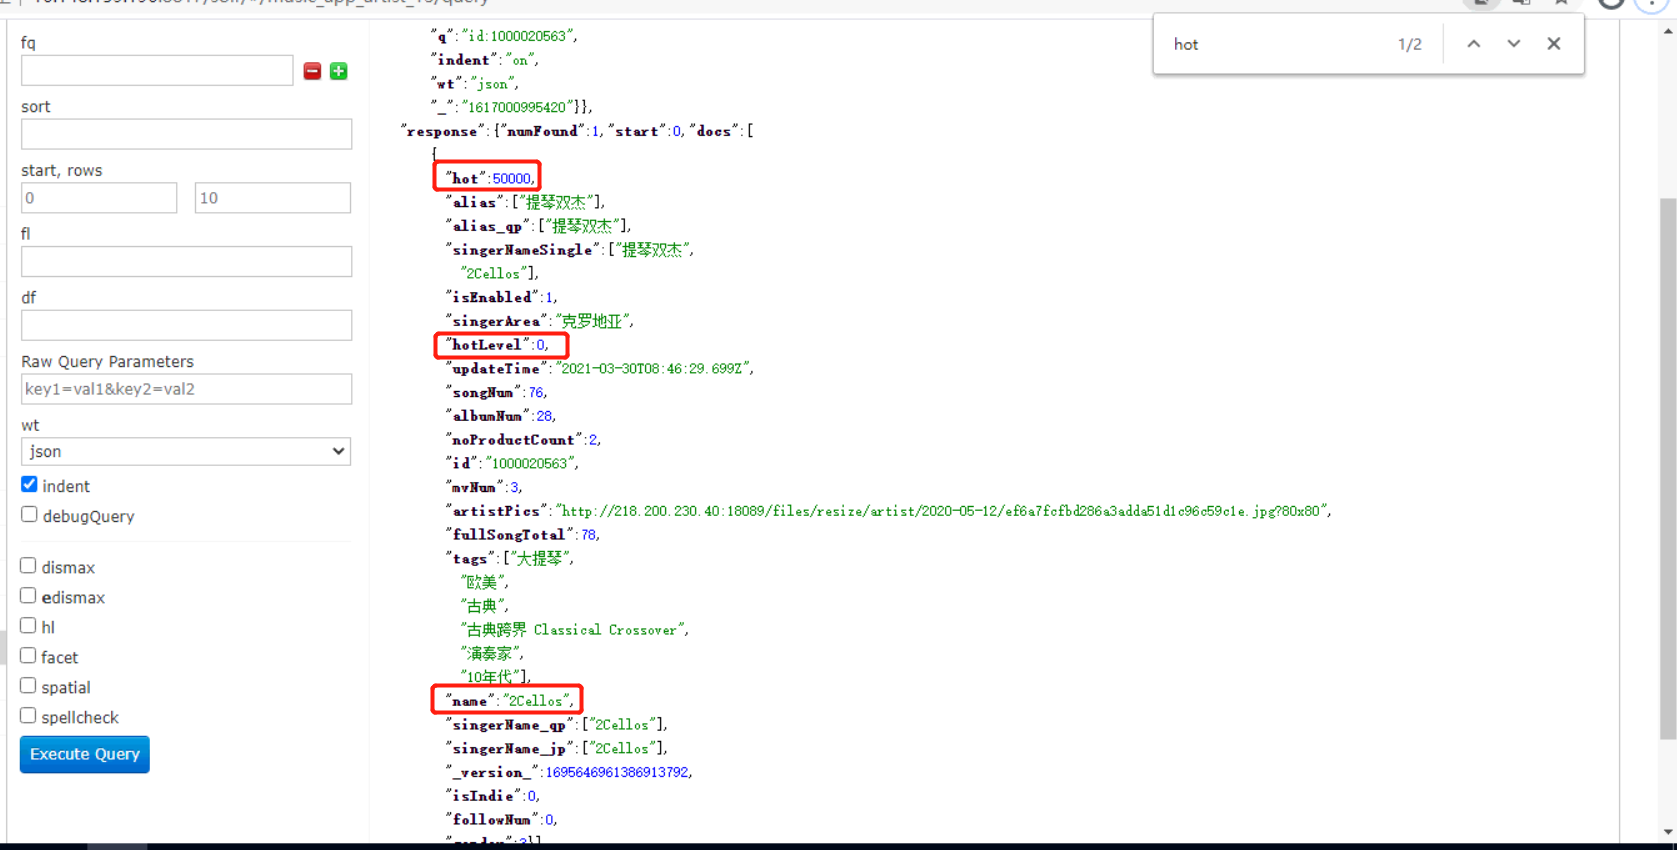 fq
sort
start, rows
0
10
fl
df
Raw Query Parameters
key1=val1&key2=val2
wt
json
indent
debugQuery
dismax
edismax
hl
facet
spatial
spellcheck
Execute Query
"q":"id:1000020563",
"indent":"on",
"wt":"json",
"_":"1617000995420"}},
"response":{"numFound":1,"start":0,"docs":[
{
"hot":50000,
"alias":["提琴双杰"],
"alias_qp":["提琴双杰"],
"singerNameSingle":["提琴双杰",
"2Cellos"],
"isEnabled":1,
"singerArea":"克罗地亚",
"hotLevel":0,
"updateTime":"2021-03-30T08:46:29.699Z",
"songNum":76,
"albumNum":28,
"noProductCount":2,
"id":"1000020563",
"mvNum":3,
"artistPics":"http://218.200.230.40:18089/files/resize/artist/2020-05-12/ef6a7fcfbd286a3adda51d1c96c59c1e.jpg?80x80",
"fullSongTotal":78,
"tags":["大提琴",
"欧美",
"古典",
"古典跨界 Classical Crossover",
"演奏家",
"10年代"],
"name":"2Cellos",
"singerName_qp":["2Cellos"],
"singerName_jp":["2Cellos"],
"_version_":1695646961386913792,
"isIndie":0,
"followNum":0,
hot
1/2